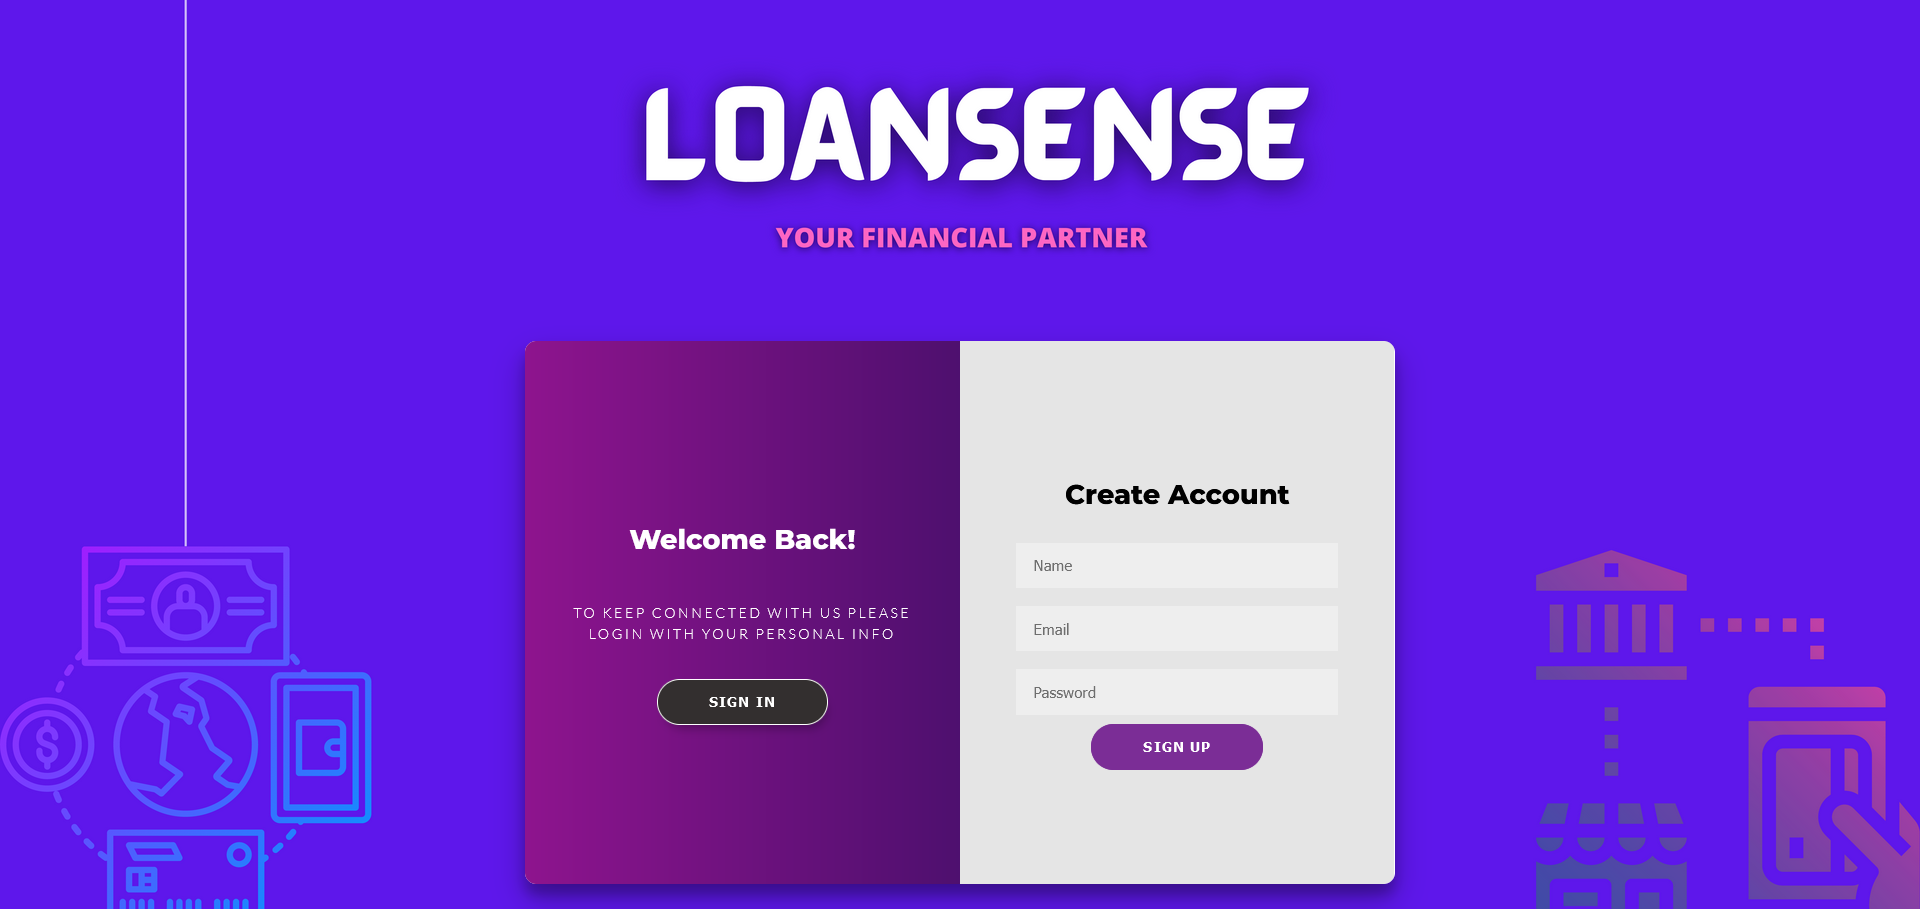 LOANSENSE
YOUR FINANCIAL PARTNER
Welcome Back!
TO KEEP CONNECTED WITH US PLEASE
LOGIN WITH YOUR PERSONAL INFO
SIGN IN
Create Account
Name
Email
Password
SIGN UP
$